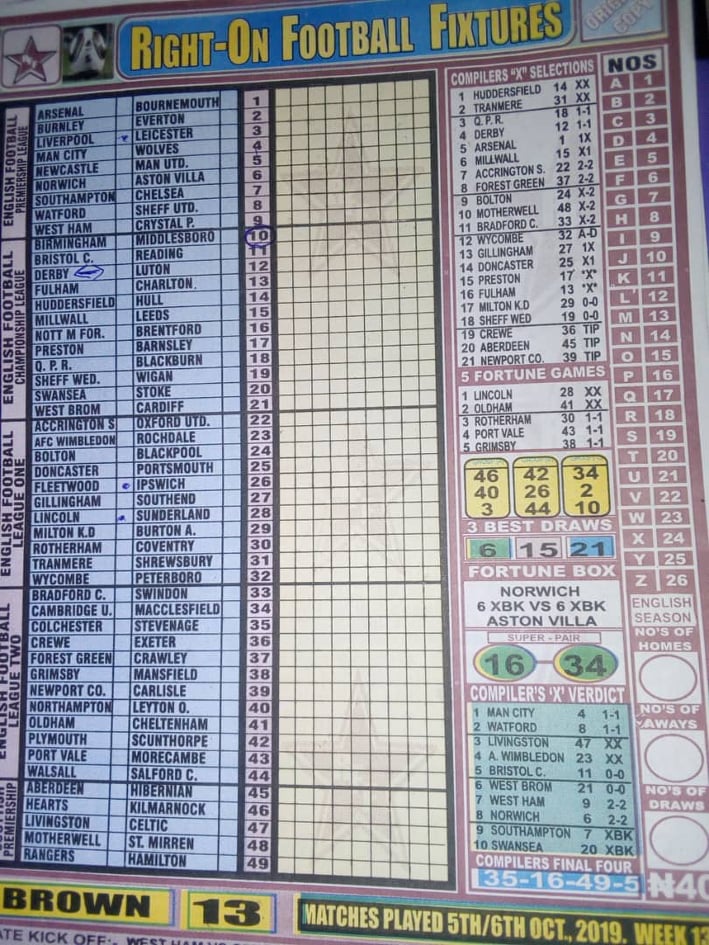 RIGHT-ON FOOTBALL FIXTURES
ORIGINAL COPY
ENGLISH FOOTBALL PREMIERSHIP LEAGUE
ARSENAL BOURNEMOUTH 1
BURNLEY EVERTON 2
LIVERPOOL LEICESTER 3
MAN CITY WOLVES 4
NEWCASTLE MAN UTD. 5
NORWICH ASTON VILLA 6
SOUTHAMPTON CHELSEA 7
WATFORD SHEFF UTD. 8
WEST HAM CRYSTAL P. 9
ENGLISH FOOTBALL CHAMPIONSHIP LEAGUE
BIRMINGHAM MIDDLESBORO 10
BRISTOL C. READING 11
DERBY LUTON 12
FULHAM CHARLTON 13
HUDDERSFIELD HULL 14
MILLWALL LEEDS 15
NOTT M FOR. BRENTFORD 16
PRESTON BARNSLEY 17
Q. P. R. BLACKBURN 18
SHEFF WED. WIGAN 19
SWANSEA STOKE 20
WEST BROM CARDIFF 21
ENGLISH FOOTBALL LEAGUE ONE
ACCRINGTON S OXFORD UTD. 22
AFC WIMBLEDON ROCHDALE 23
BOLTON BLACKPOOL 24
DONCASTER PORTSMOUTH 25
FLEETWOOD IPSWICH 26
GILLINGHAM SOUTHEND 27
LINCOLN SUNDERLAND 28
MILTON K.D BURTON A. 29
ROTHERHAM COVENTRY 30
TRANMERE SHREWSBURY 31
WYCOMBE PETERBORO 32
ENGLISH FOOTBALL LEAGUE TWO
BRADFORD C. SWINDON 33
CAMBRIDGE U. MACCLESFIELD 34
COLCHESTER STEVENAGE 35
CREWE EXETER 36
FOREST GREEN CRAWLEY 37
GRIMSBY MANSFIELD 38
NEWPORT CO. CARLISLE 39
NORTHAMPTON LEYTON O. 40
OLDHAM CHELTENHAM 41
PLYMOUTH SCUNTHORPE 42
PORT VALE MORECAMBE 43
WALSALL SALFORD C. 44
PREMIERSHIP
ABERDEEN HIBERNIAN 45
HEARTS KILMARNOCK 46
LIVINGSTON CELTIC 47
MOTHERWELL ST. MIRREN 48
RANGERS HAMILTON 49
COMPILERS "X" SELECTIONS
1 HUDDERSFIELD 14 XX
2 TRANMERE 31 XX
3 Q.P.R. 18 1-1
4 DERBY 12 1-1
5 ARSENAL 1 1X
6 MILLWALL 15 X1
7 ACCRINGTON S. 22 2-2
8 FOREST GREEN 37 2-2
9 BOLTON 24 X-2
10 MOTHERWELL 48 X-2
11 BRADFORD C. 33 X-2
12 WYCOMBE 32 A-D
13 GILLINGHAM 27 1X
14 DONCASTER 25 X1
15 PRESTON 17 "X"
16 FULHAM 13 "X"
17 MILTON K.D 29 0-0
18 SHEFF WED 19 0-0
19 CREWE 36 TIP
20 ABERDEEN 45 TIP
21 NEWPORT CO. 39 TIP
5 FORTUNE GAMES
1 LINCOLN 28 XX
2 OLDHAM 41 XX
3 ROTHERHAM 30 1-1
4 PORT VALE 43 1-1
5 GRIMSBY 38 1-1
46 42 34
40 26 2
3 44 10
3 BEST DRAWS
6 15 21
FORTUNE BOX
NORWICH
6 XBK VS 6 XBK
ASTON VILLA
SUPER - PAIR
16 - 34
COMPILER'S 'X' VERDICT
1 MAN CITY 4 1-1
2 WATFORD 8 1-1
3 LIVINGSTON 47 XX
4 A. WIMBLEDON 23 XX
5 BRISTOL C. 11 0-0
6 WEST BROM 21 0-0
7 WEST HAM 9 2-2
8 NORWICH 6 2-2
9 SOUTHAMPTON 7 XBK
10 SWANSEA 20 XBK
COMPILERS FINAL FOUR
35-16-49-5
NOS
A 1
B 2
C 3
D 4
E 5
F 6
G 7
H 8
I 9
J 10
K 11
L 12
M 13
N 14
O 15
P 16
Q 17
R 18
S 19
T 20
U 21
V 22
W 23
X 24
Y 25
Z 26
ENGLISH
SEASON
NO'S OF
HOMES
NO'S OF
AWAYS
NO'S OF
DRAWS
BROWN 13
MATCHES PLAYED 5TH/6TH OCT., 2019. WEEK 13